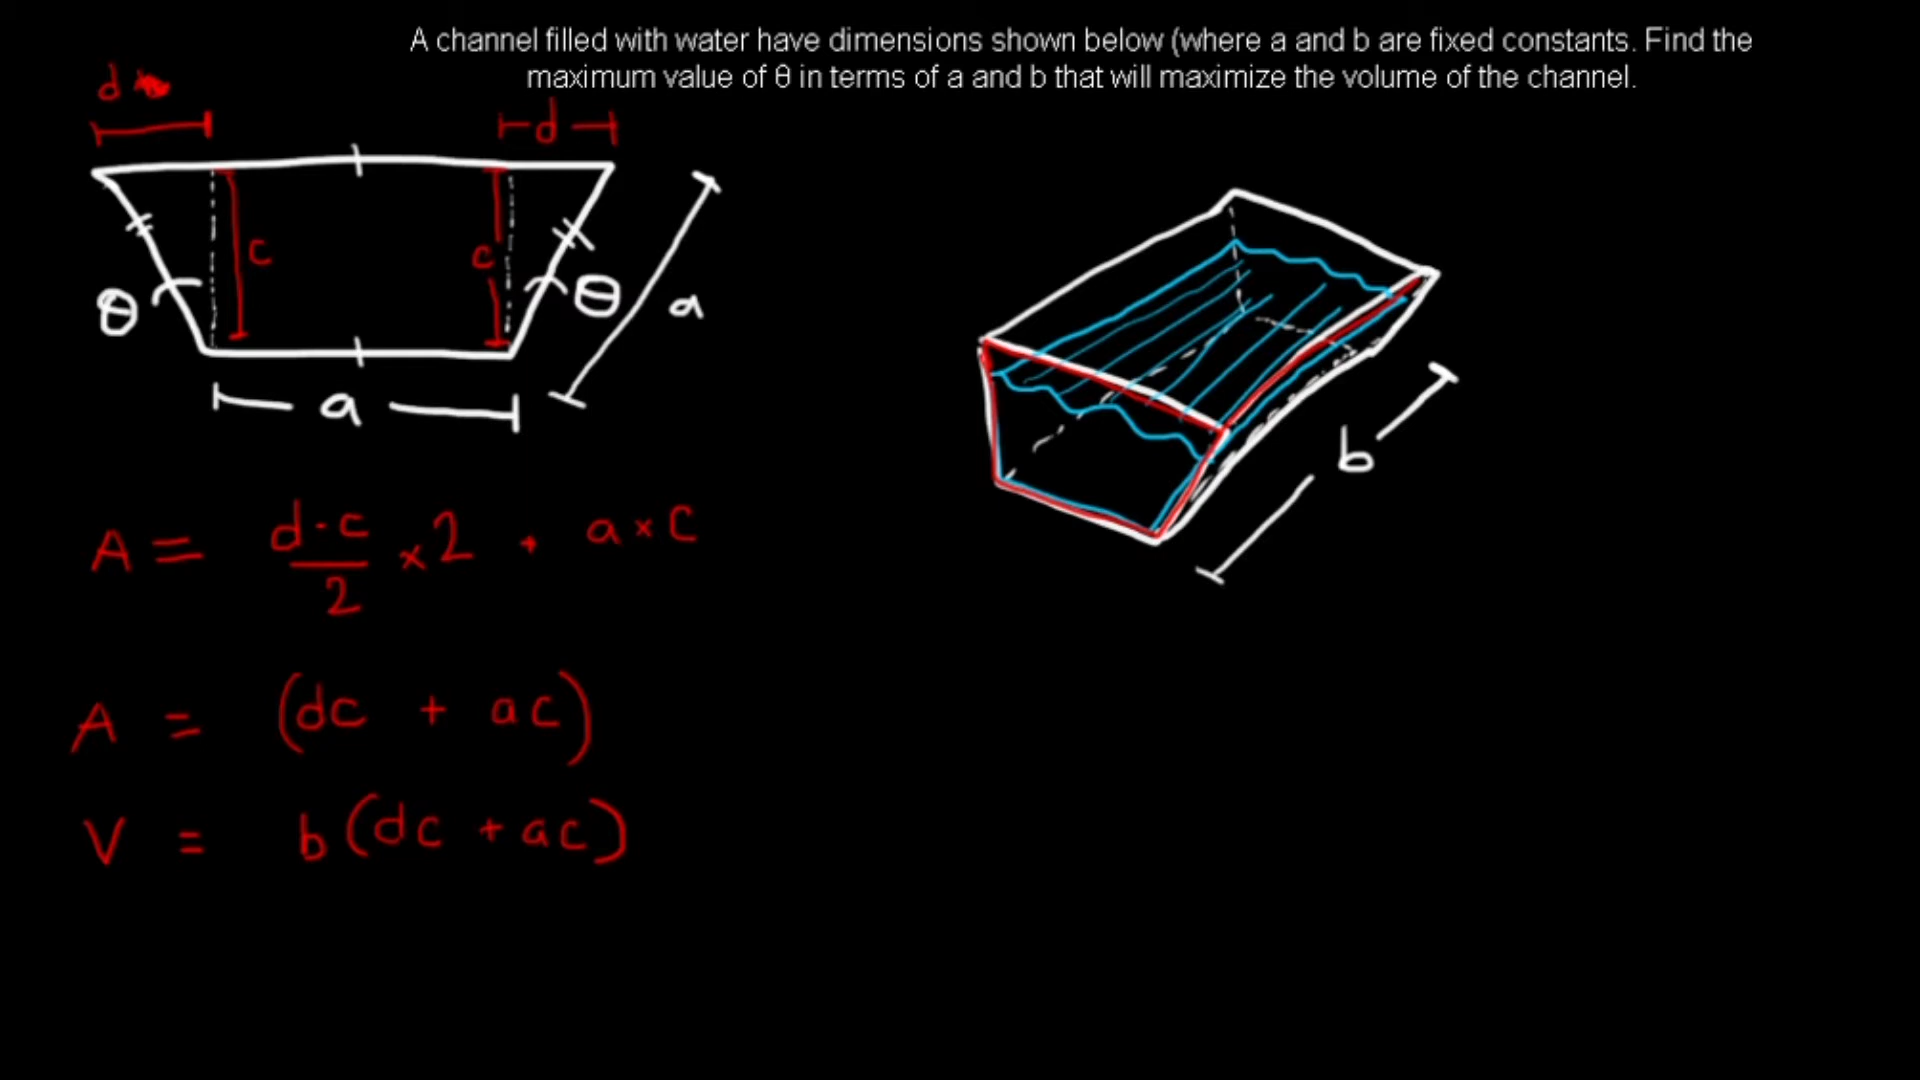 A channel filled with water have dimensions shown below (where a and b are fixed constants. Find the
maximum value of θ in terms of a and b that will maximize the volume of the channel.
d
d
c
c
θ
θ
a
a
b
A = d·c/2 × 2 + a × c
A = (dc + ac)
V = b(dc + ac)